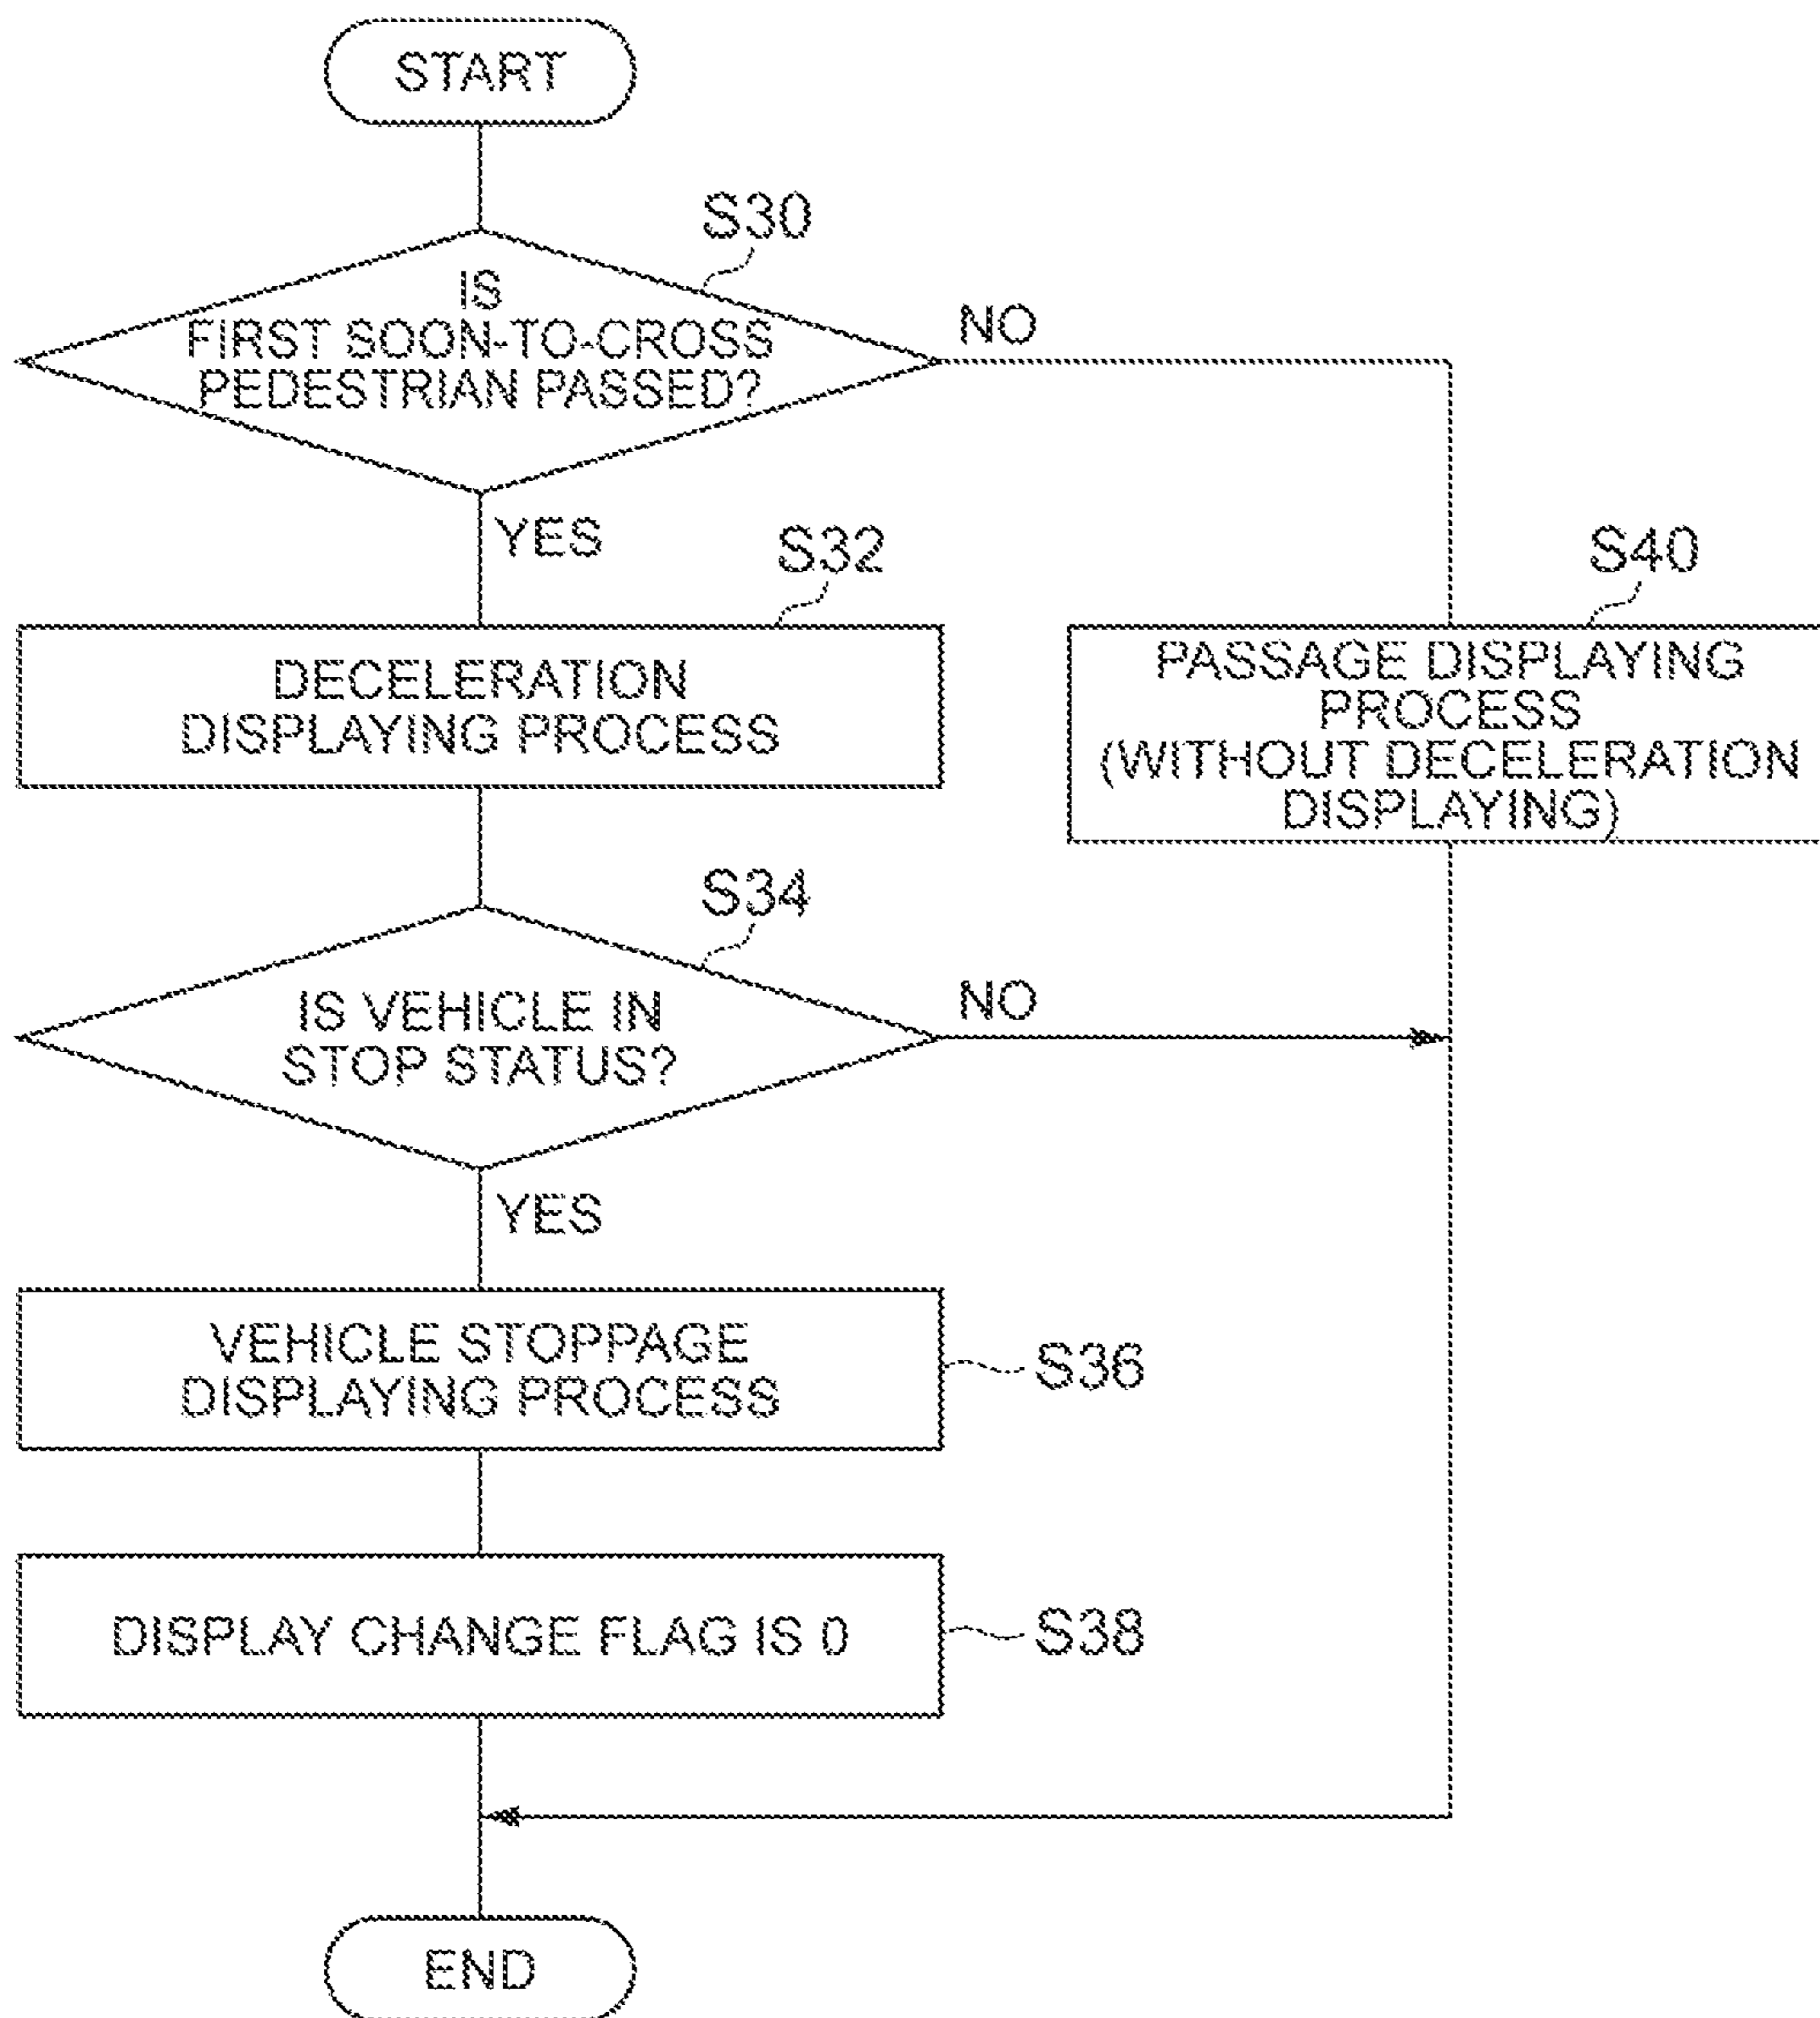 START
S30
IS
FIRST SOON-TO-CROSS
PEDESTRIAN PASSED?
NO
YES
S32
DECELERATION
DISPLAYING PROCESS
S40
PASSAGE DISPLAYING
PROCESS
(WITHOUT DECELERATION
DISPLAYING)
S34
IS VEHICLE IN
STOP STATUS?
NO
YES
VEHICLE STOPPAGE
DISPLAYING PROCESS
S36
DISPLAY CHANGE FLAG IS 0
S38
END